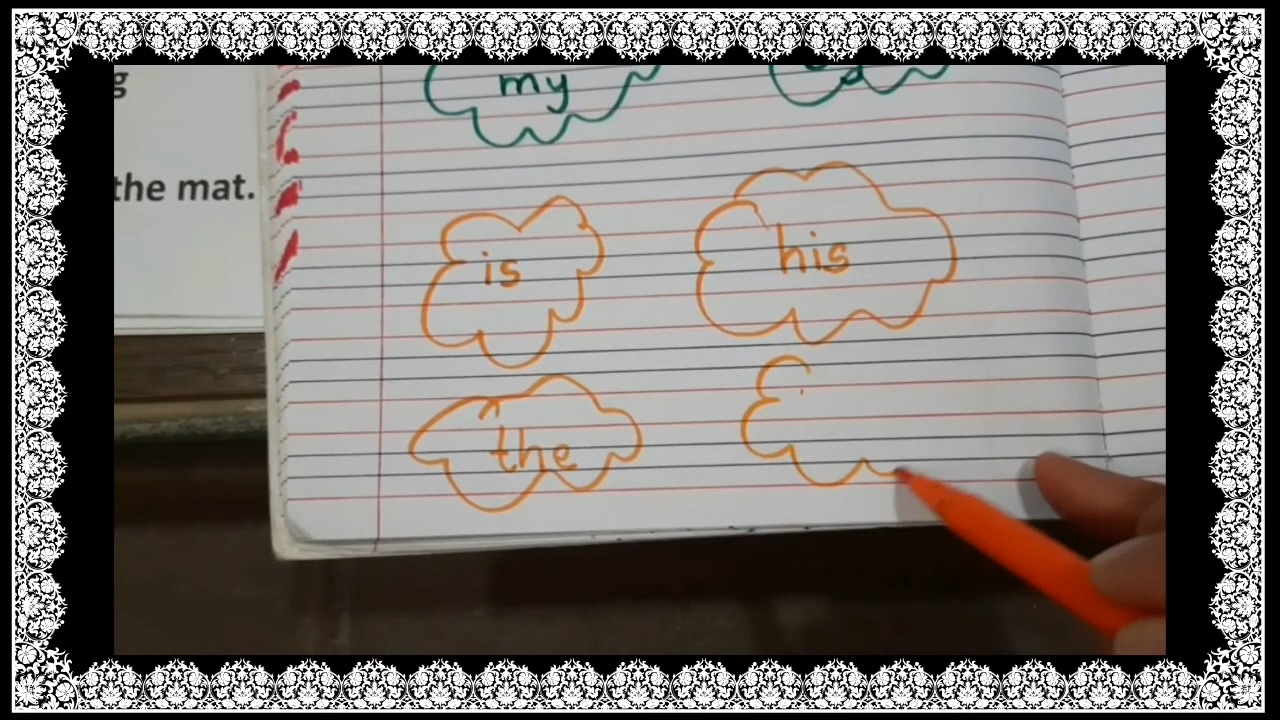 my
the mat.
is
his
the